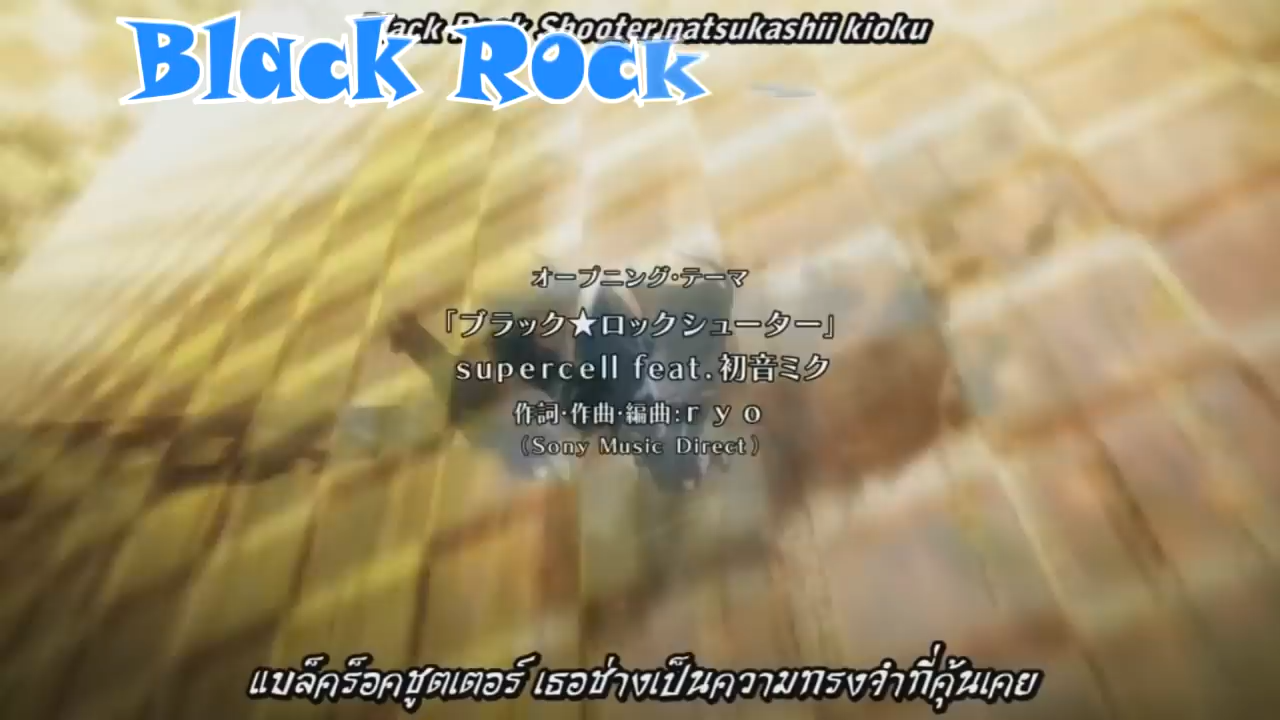 Black Rock Shooter natsukashii kioku
Black Rock
オープニング・テーマ
「ブラック★ロックシューター」
supercell feat.初音ミク
作詞・作曲・編曲:ryo
(Sony Music Direct)
แบล็คร็อคชูตเตอร์ เธอช่างเป็นความทรงจำที่คุ้นเคย